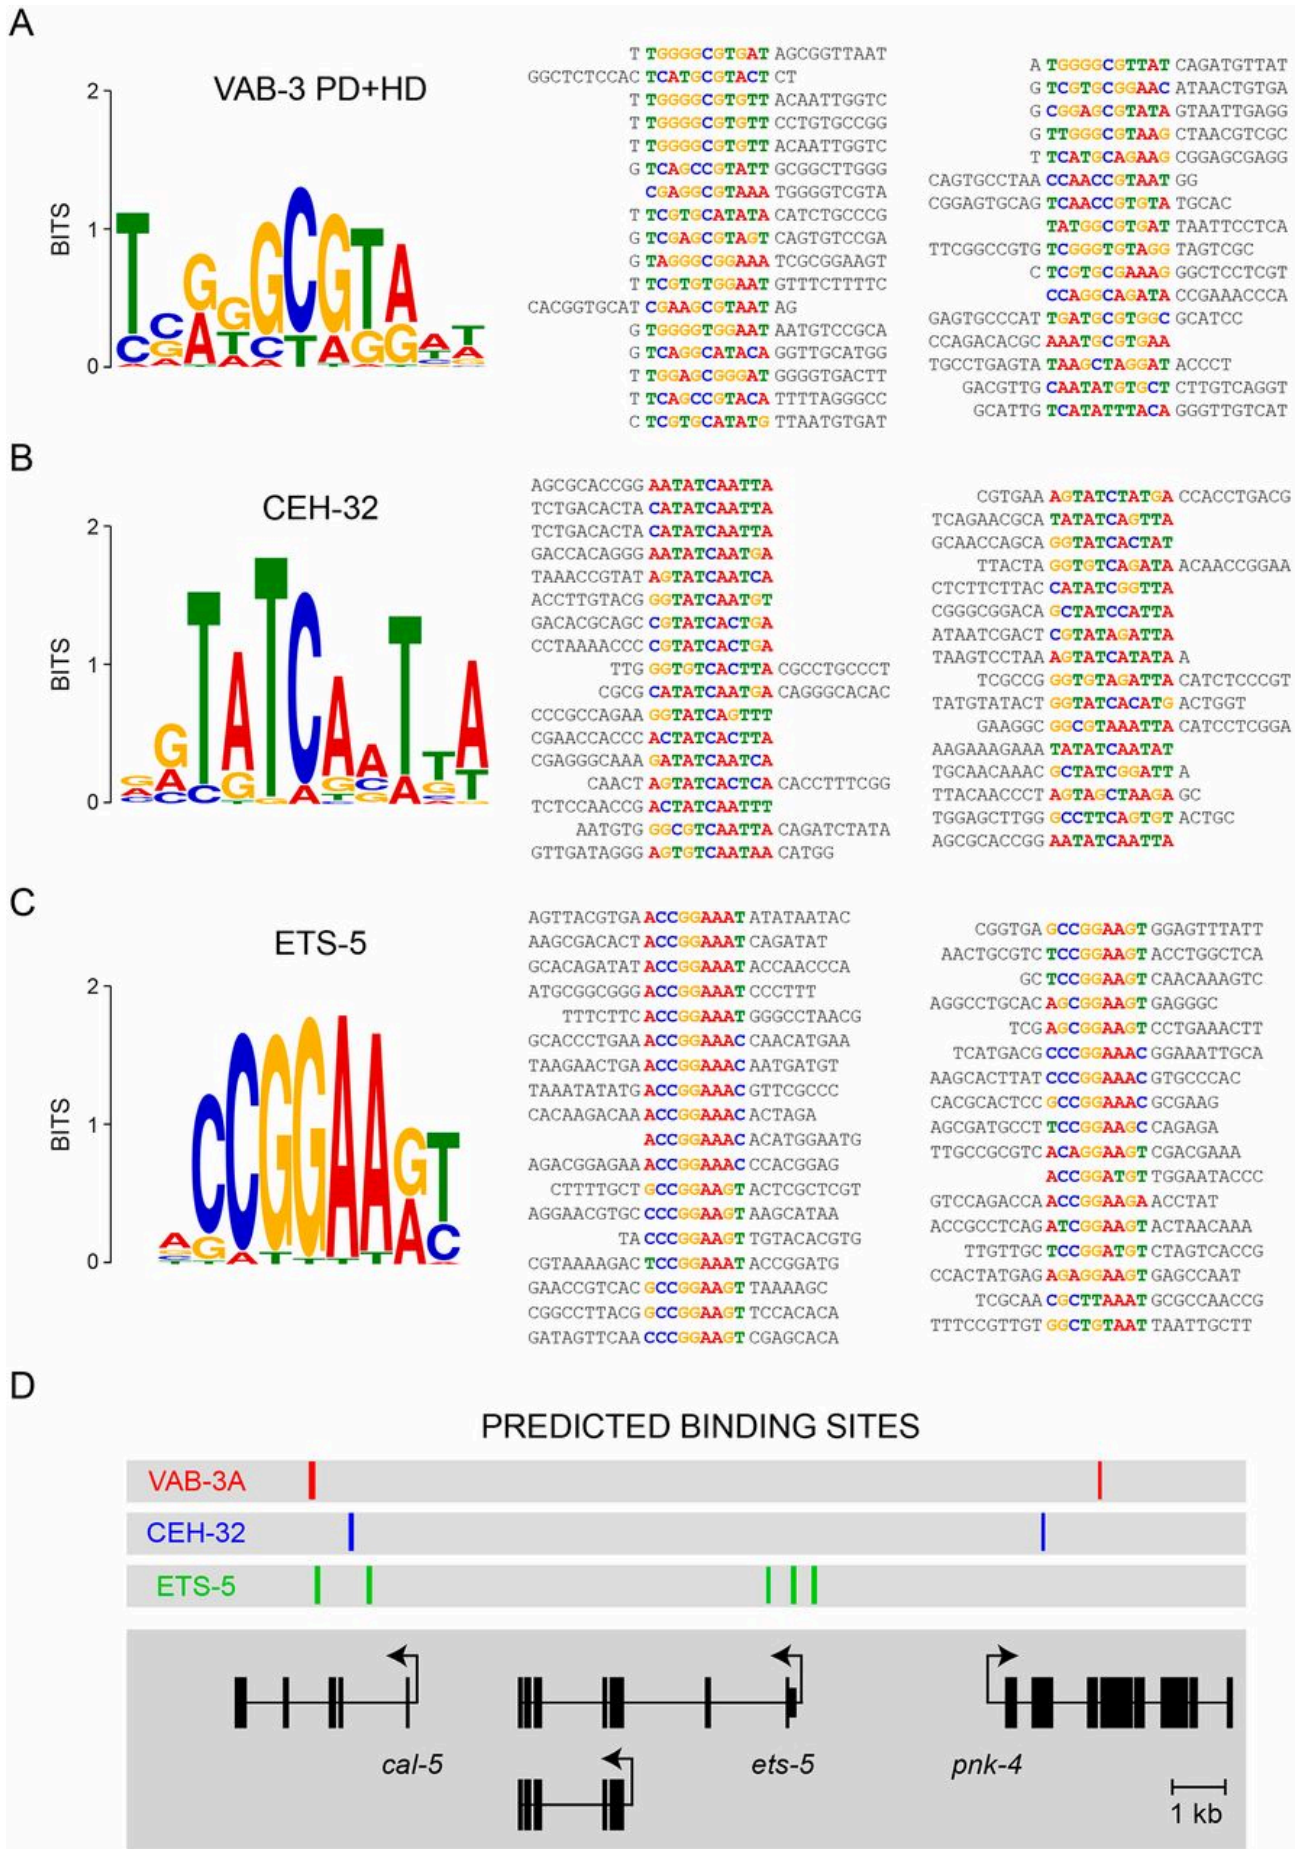 A
VAB-3 PD+HD
2
1
0
BITS
T TGGGGCGTGAT AGCGGTTAAT
GGCTCTCCAC TCATGCGTACT CT
T TGGGGCGTGTT ACAATTGGTC
T TGGGGCGTGTT CCTGTGCCGG
T TGGGGCGTGTT ACAATTGGTC
G TCAGCCGTATT GCGGCTTGGG
CGAGGCGTAAA TGGGGTCGTA
T TCGTGCATATA CATCTGCCCG
G TCGAGCGTAGT CAGTGTCCGA
G TAGGGCGGAAA TCGCGGAAGT
T TCGTGTGGAAT GTTTCTTTTC
CACGGTGCAT CGAAGCGTAAT AG
G TGGGGTGGAAT AATGTCCGCA
G TCAGGCATACA GGTTGCATGG
T TGGAGCGGGAT GGGGTGACTT
T TCAGCCGTACA TTTTAGGGCC
C TCGTGCATATG TTAATGTGAT
A TGGGGCGTTAT CAGATGTTAT
G TCGTGCGGAAC ATAACTGTGA
G CGGAGCGTATA GTAATTGAGG
G TTGGGCGTAAG CTAACGTCGC
T TCATGCAGAAG CGGAGCGAGG
CAGTGCCTAA CCAACCGTAAT GG
CGGAGTGCAG TCAACCGTGTA TGCAC
TATGGCGTGAT TAATTCCTCA
TTCGGCCGTG TCGGGTGTAGG TAGTCGC
C TCGTGCGAAAG GGCTCCTCGT
CCAGGCAGATA CCGAAACCCA
GAGTGCCCAT TGATGCGTGGC GCATCC
CCAGACACGC AAATGCGTGAA
TGCCTGAGTA TAAGCTAGGAT ACCCT
GACGTTG CAATATGTGCT CTTGTCAGGT
GCATTG TCATATTTACA GGGTTGTCAT
B
CEH-32
2
1
0
BITS
AGCGCACCGG AATATCAATTA
TCTGACACTA CATATCAATTA
TCTGACACTA CATATCAATTA
GACCACAGGG AATATCAATGA
TAAACCGTAT AGTATCAATCA
ACCTTGTACG GGTATCAATGT
GACACGCAGC CGTATCACTGA
CCTAAAACCC CGTATCACTGA
TTG GGTGTCACTTA CGCCTGCCCT
CGCG CATATCAATGA CAGGGCACAC
CCCGCCAGAA GGTATCAGTTT
CGAACCACCC ACTATCACTTA
CGAGGGCAAA GATATCAATCA
CAACT AGTATCACTCA CACCTTTCGG
TCTCCAACCG ACTATCAATTT
AATGTG GGCGTCAATTA CAGATCTATA
GTTGATAGGG AGTGTCAATAA CATGG
CGTGAA AGTATCTATGA CCACCTGACG
TCAGAACGCA TATATCAGTTA
GCAACCAGCA GGTATCACTAT
TTACTA GGTGTCAGATA ACAACCGGAA
CTCTTCTTAC CATATCGGTTA
CGGGCGGACA GCTATCCATTA
ATAATCGACT CGTATAGATTA
TAAGTCCTAA AGTATCATATA A
TCGCCG GGTGTAGATTA CATCTCCCGT
TATGTATACT GGTATCACATG ACTGGT
GAAGGC GGCGTAAATTA CATCCTCGGA
AAGAAAGAAA TATATCAATAT
TGCAACAAAC GCTATCGGATT A
TTACAACCCT AGTAGCTAAGA GC
TGGAGCTTGG GCCTTCAGTGT ACTGC
AGCGCACCGG AATATCAATTA
C
ETS-5
2
1
0
BITS
AGTTACGTGA ACCGGAAAT ATATAATAC
AAGCGACACT ACCGGAAAT CAGATAT
GCACAGATAT ACCGGAAAT ACCAACCCA
ATGCGGCGGG ACCGGAAAT CCCTTT
TTTCTTC ACCGGAAAT GGGCCTAACG
GCACCCTGAA ACCGGAAAC CAACATGAA
TAAGAACTGA ACCGGAAAC AATGATGT
TAAATATATG ACCGGAAAC GTTCGCCC
CACAAGACAA ACCGGAAAC ACTAGA
ACCGGAAAC ACATGGAATG
AGACGGAGAA ACCGGAAAC CCACGGAG
CTTTTGCT GCCGGAAGT ACTCGCTCGT
AGGAACGTGC CCCGGAAGT AAGCATAA
TA CCCGGAAGT TGTACACGTG
CGTAAAAGAC TCCGGAAAT ACCGGATG
GAACCGTCAC GCCGGAAGT TAAAAGC
CGGCCTTACG GCCGGAAGT TCCACACA
GATAGTTCAA CCCGGAAGT CGAGCACA
CGGTGA GCCGGAAGT GGAGTTTATT
AACTGCGTC TCCGGAAGT ACCTGGCTCA
GC TCCGGAAGT CAACAAAGTC
AGGCCTGCAC AGCGGAAGT GAGGGC
TCG AGCGGAAGT CCTGAAACTT
TCATGACG CCCGGAAAC GGAAATTGCA
AAGCACTTAT CCCGGAAAC GTGCCCAC
CACGCACTCC GCCGGAAAC GCGAAG
AGCGATGCCT TCCGGAAGC CAGAGA
TTGCCGCGTC ACAGGAAGT CGACGAAA
ACCGGATGT TGGAATACCC
GTCCAGACCA ACCGGAAGA ACCTAT
ACCGCCTCAG ATCGGAAGT ACTAACAAA
TTGTTGC TCCGGATGT CTAGTCACCG
CCACTATGAG AGAGGAAGT GAGCCAAT
TCGCAA CGCTTAAAT GCGCCAACCG
TTTCCGTTGT GGCTGTAAT TAATTGCTT
D
PREDICTED BINDING SITES
VAB-3A
CEH-32
ETS-5
cal-5
ets-5
pnk-4
1 kb